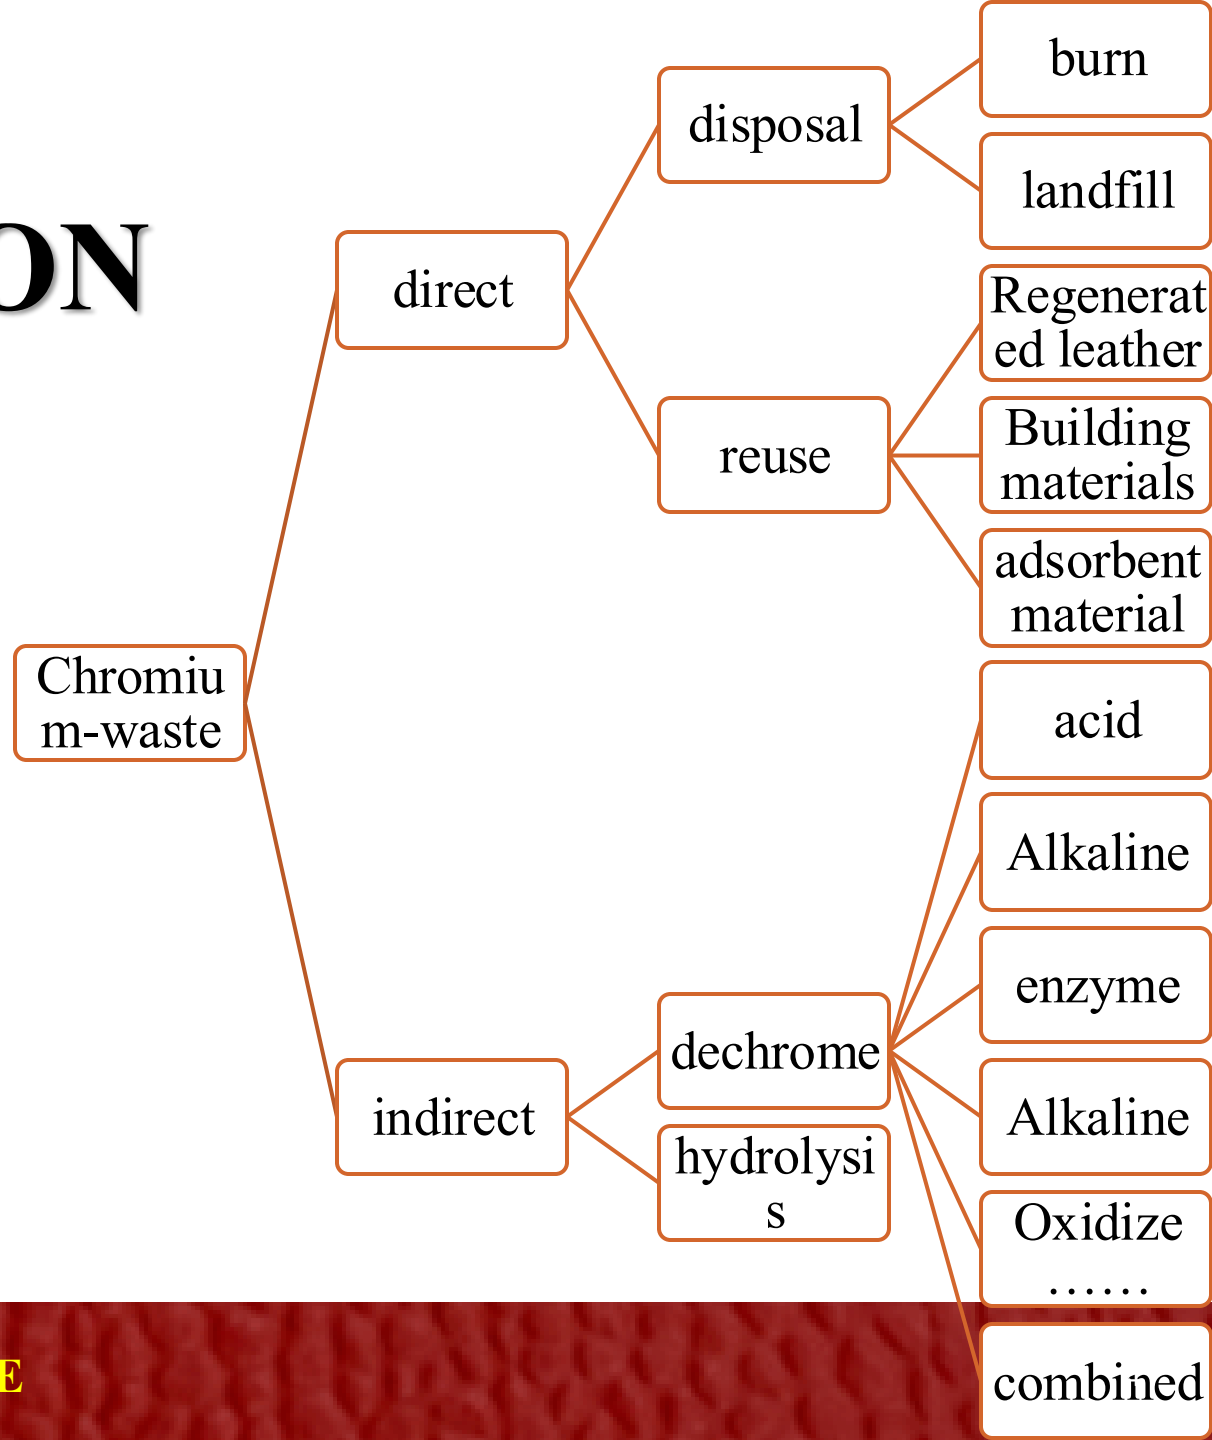 ON
Chromiu
m-waste
direct
disposal
burn
landfill
reuse
Regenerat
ed leather
Building
materials
adsorbent
material
indirect
dechrome
acid
Alkaline
enzyme
Alkaline
Oxidize
......
combined
hydrolysi
s
E